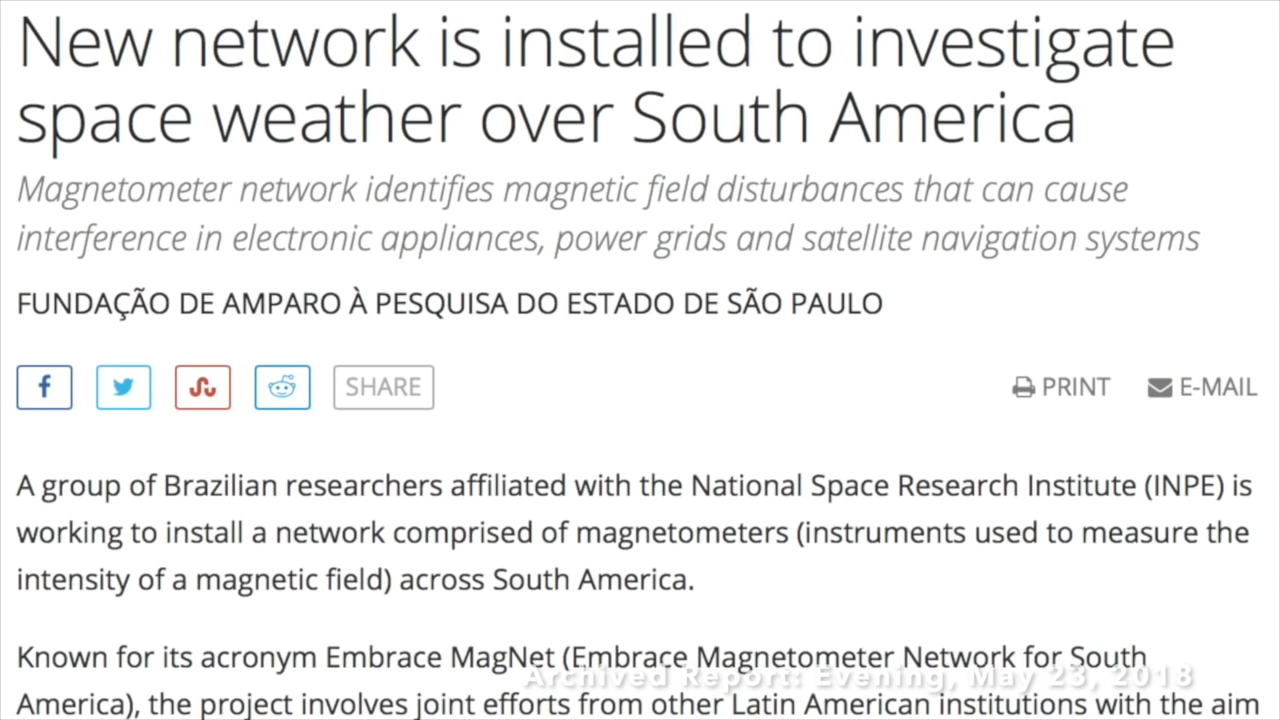 New network is installed to investigate
space weather over South America
Magnetometer network identifies magnetic field disturbances that can cause
interference in electronic appliances, power grids and satellite navigation systems
FUNDAÇÃO DE AMPARO À PESQUISA DO ESTADO DE SÃO PAULO
SHARE PRINT E-MAIL
A group of Brazilian researchers affiliated with the National Space Research Institute (INPE) is
working to install a network comprised of magnetometers (instruments used to measure the
intensity of a magnetic field) across South America.
Known for its acronym Embrace MagNet (Embrace Magnetometer Network for South
Archived Report: Evening, May 23, 2018
America), the project involves joint efforts from other Latin American institutions with the aim